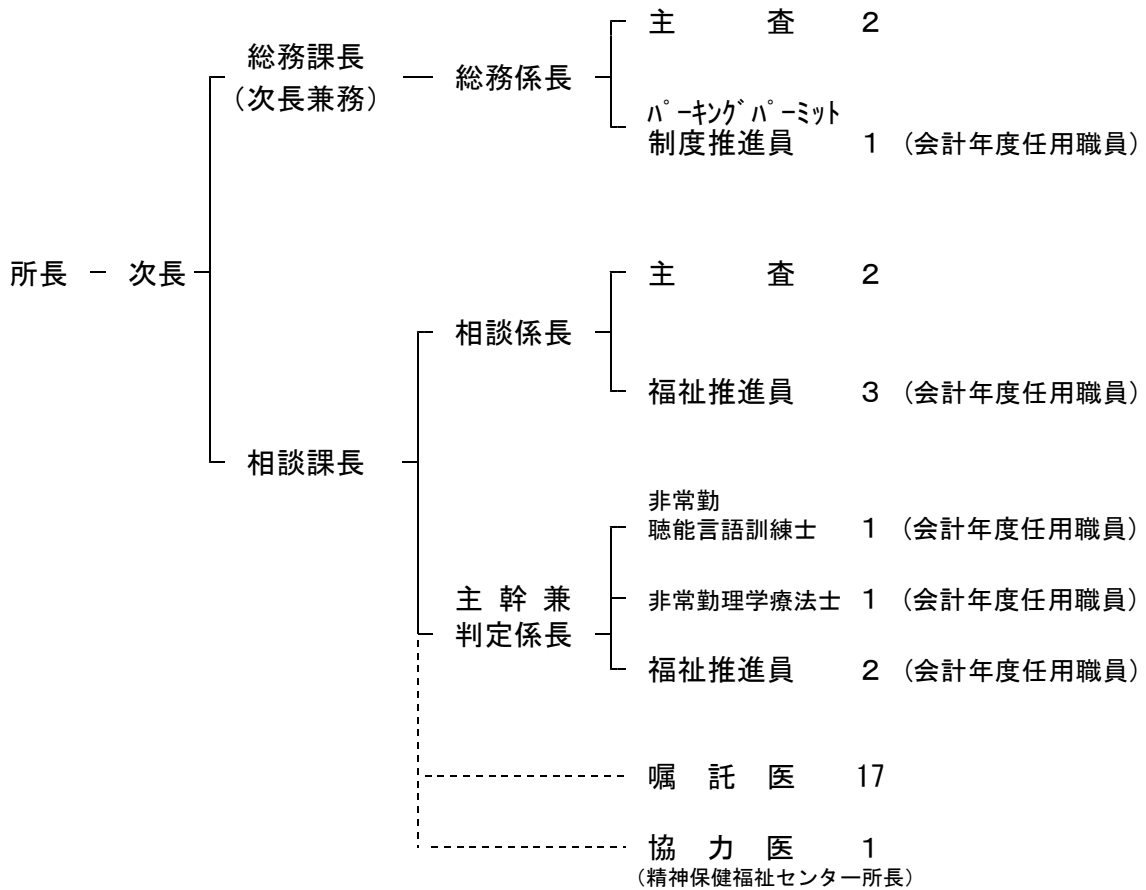 主　　　査　2
総務課長
（次長兼務）
総務係長
ﾊﾟｰｷﾝｸﾞﾊﾟｰﾐｯﾄ
制度推進員　1　（会計年度任用職員）
所長
次長
主　　　査　2
相談係長
福祉推進員　3　（会計年度任用職員）
相談課長
非常勤
聴能言語訓練士　1　（会計年度任用職員）
主 幹 兼
判定係長
非常勤理学療法士　1　（会計年度任用職員）
福祉推進員　2　（会計年度任用職員）
嘱　託　医　17
協　力　医　1
（精神保健福祉センター所長）